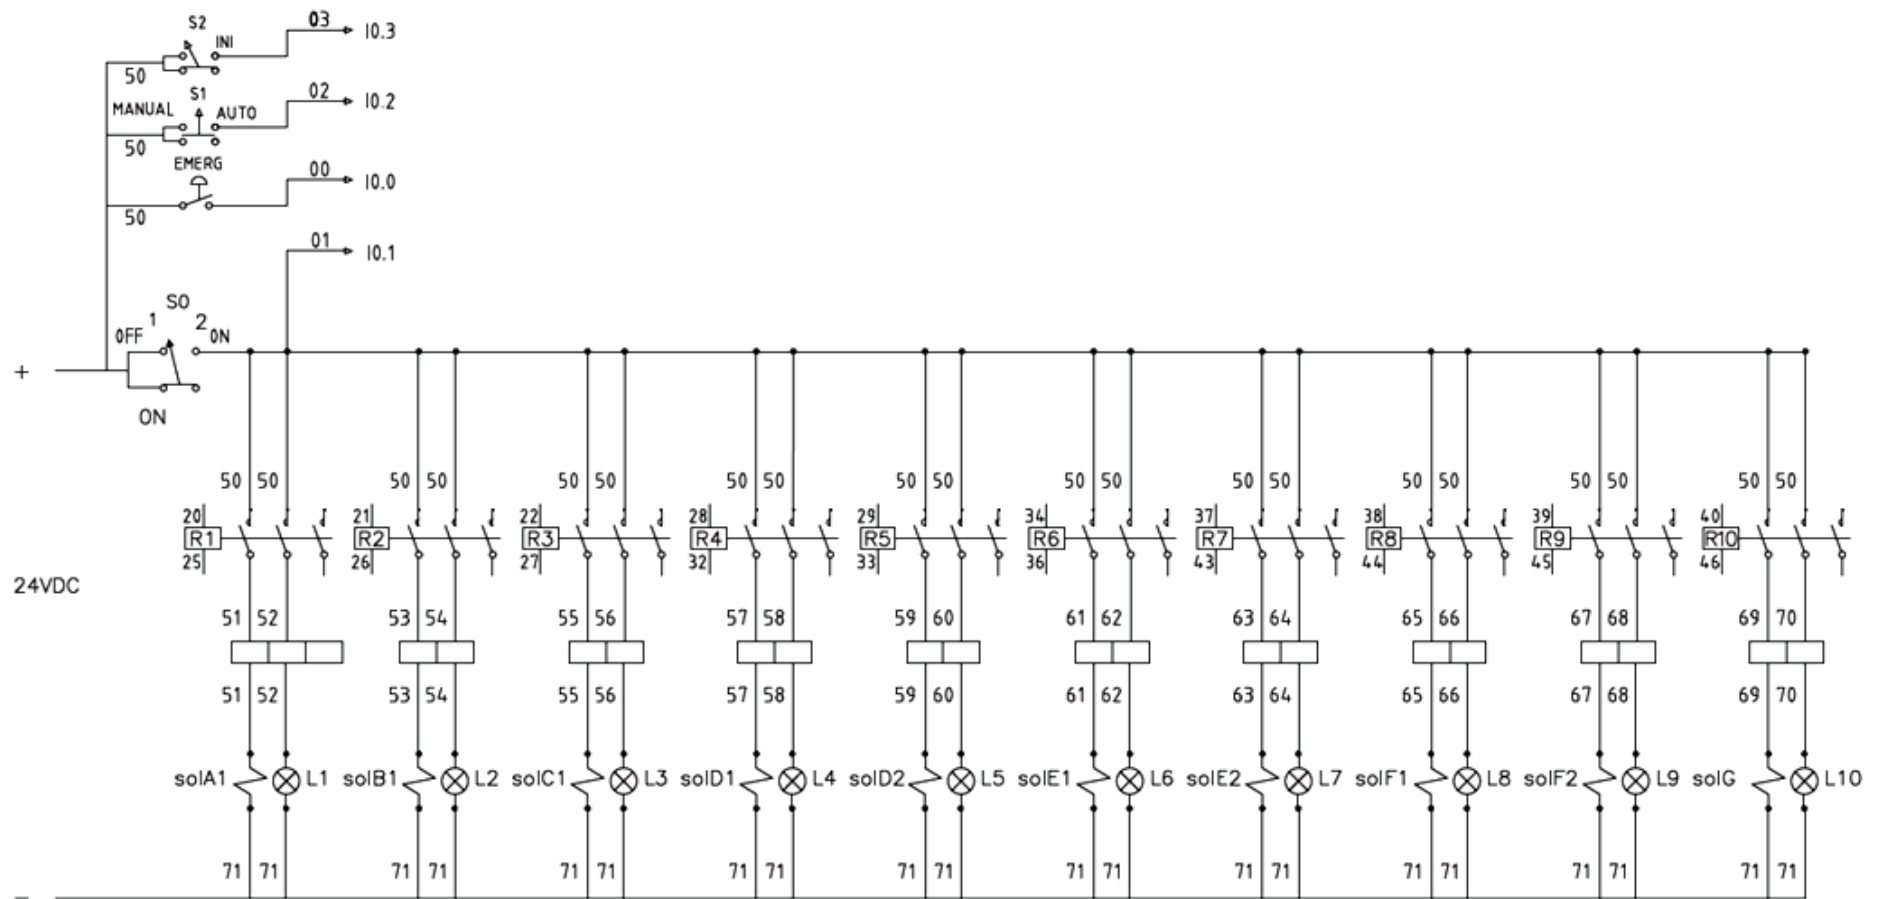 S2 03 I0.3
INI
50
S1 02 I0.2
MANUAL AUTO
50
EMERG
00 I0.0
50
01 I0.1
S0
1 2
OFF ON
+
ON
50 50 50 50 50 50 50 50 50 50 50 50 50 50 50 50 50 50 50 50
20 21 22 28 29 34 37 38 39 40
R1 R2 R3 R4 R5 R6 R7 R8 R9 R10
25 26 27 32 33 36 43 44 45 46
24VDC
51 52 53 54 55 56 57 58 59 60 61 62 63 64 65 66 67 68 69 70
51 52 53 54 55 56 57 58 59 60 61 62 63 64 65 66 67 68 69 70
solA1 L1 solB1 L2 solC1 L3 solD1 L4 solD2 L5 solE1 L6 solE2 L7 solF1 L8 solF2 L9 solG L10
71 71 71 71 71 71 71 71 71 71 71 71 71 71 71 71 71 71 71 71
−